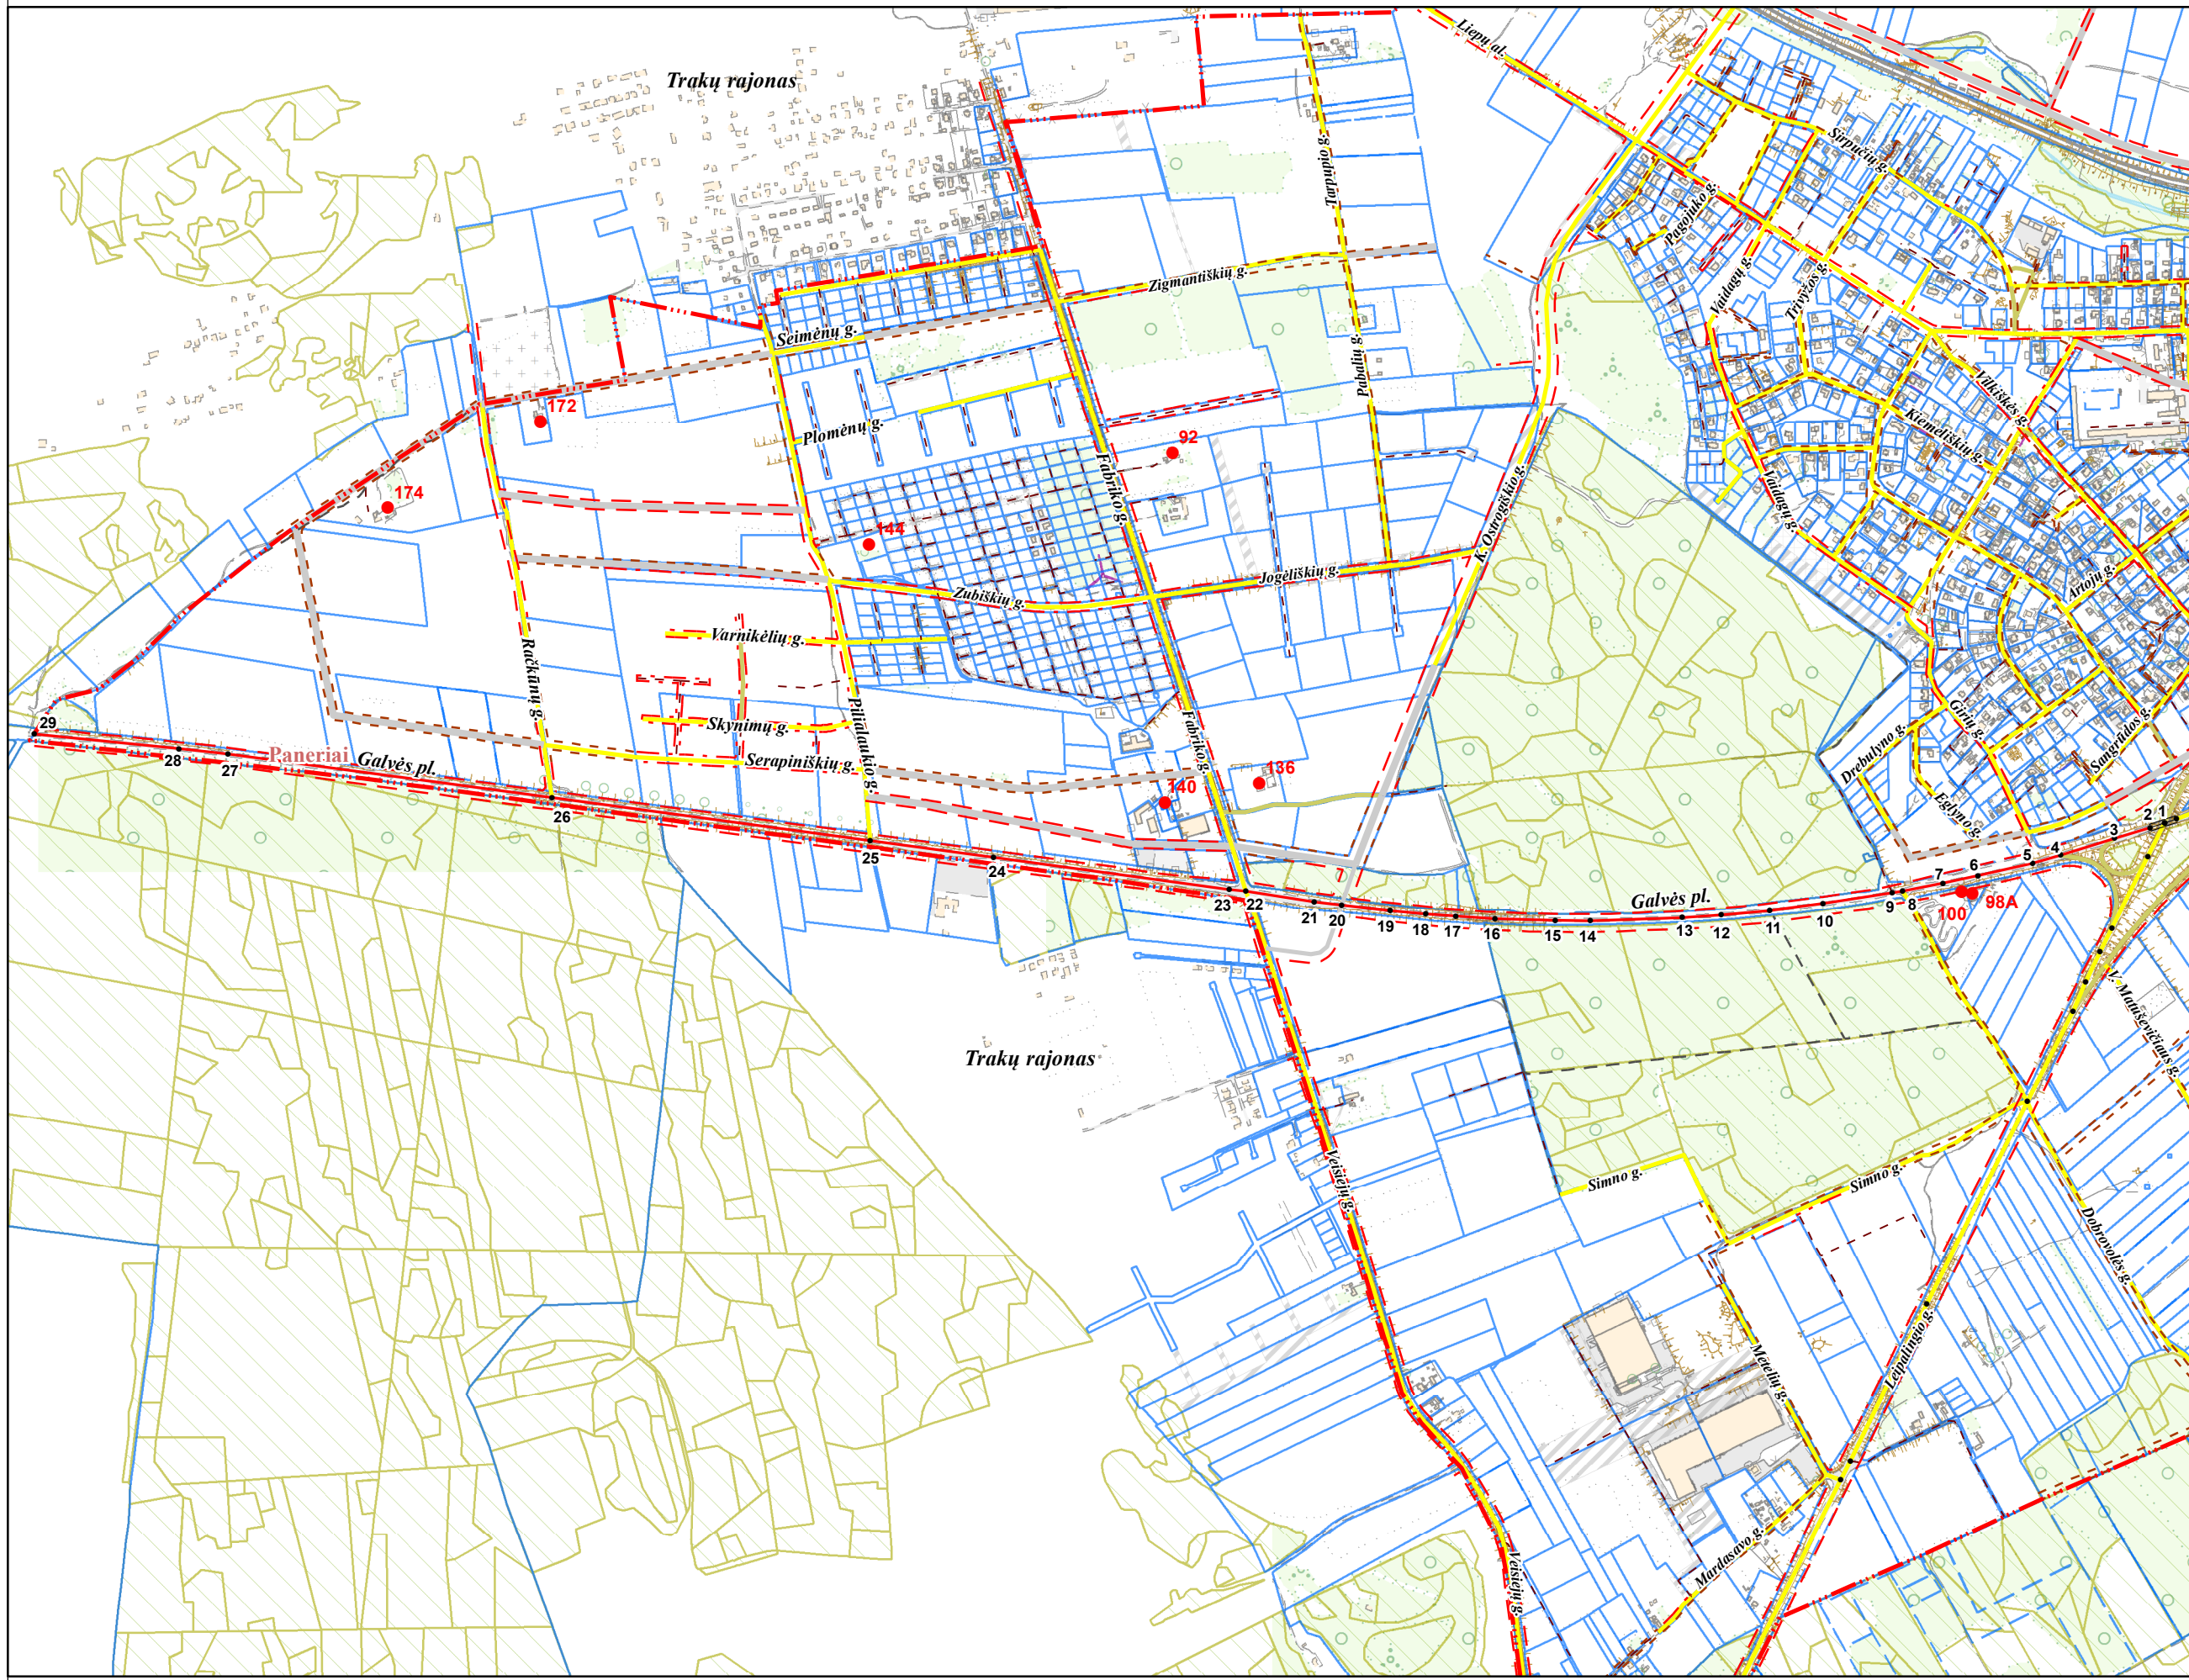 Liepų al.
Trakų rajonas
Sirpučių g.
Tarpupio g.
Pagojuko g.
Zigmantiškių g.
Vaidagų g.
Trivyžos g.
Seimėnų g.
Pabalių g.
Vilkiškės g.
172
Kiemeliškių g.
Plomėnų g.
92
Fabriko g.
174
Vaidagų g.
K. Ostrogiškio g.
144
Jogėliškių g.
Artojų g.
Zubiškių g.
Varnikėlių g.
Račkūnų g.
Piliadaukio g.
Skynimų g.
Fabriko g.
Girių g.
Sangrūdos g.
29
28
27
Paneriai
Galvės pl.
Serapiniškių g.
Drebulyno g.
136
140
Eglyno g.
26
25
24
23
22
21
20
19
18
17
16
15
14
Galvės pl.
13
12
11
10
9
8
7
6
5
4
3
2
1
100
98A
V. Matuševičiaus g.
Trakų rajonas
Veisiejų g.
Simno g.
Simno g.
Dobrovolės g.
Metelių g.
Leipalingio g.
Mardasavo g.
Veisiejų g.